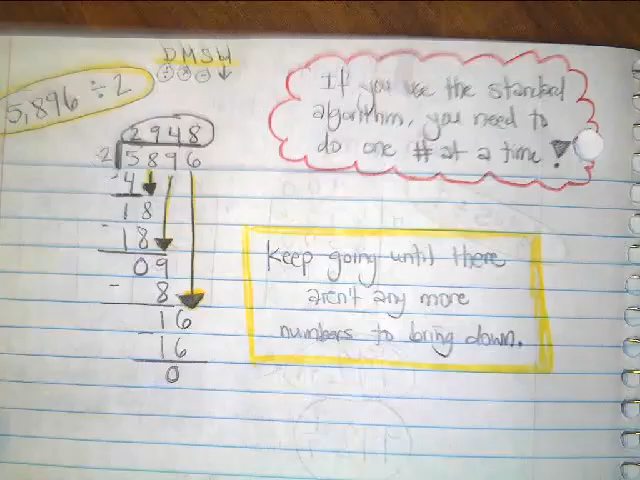 DMSH
÷ × - ↓
5,896 ÷ 2
2948
2 5896
-4
18
-18
09
- 8
16
- 16
0
If you use the standard
algorithm, you need to
do one # at a time!
Keep going until there
aren't any more
numbers to bring down.